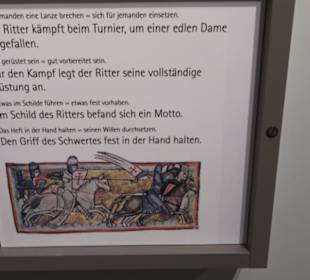 manden eine Lanze brechen = sich für jemanden einsetzen.
Ritter kämpft beim Turnier, um einer edlen Dame
gefallen.
gerüstet sein = gut vorbereitet sein.
den Kampf legt der Ritter seine vollständige
üstung an.
was im Schilde führen = etwas fest vorhaben.
m Schild des Ritters befand sich ein Motto.
Das Heft in der Hand halten = seinen Willen durchsetzen.
Den Griff des Schwertes fest in der Hand halten.